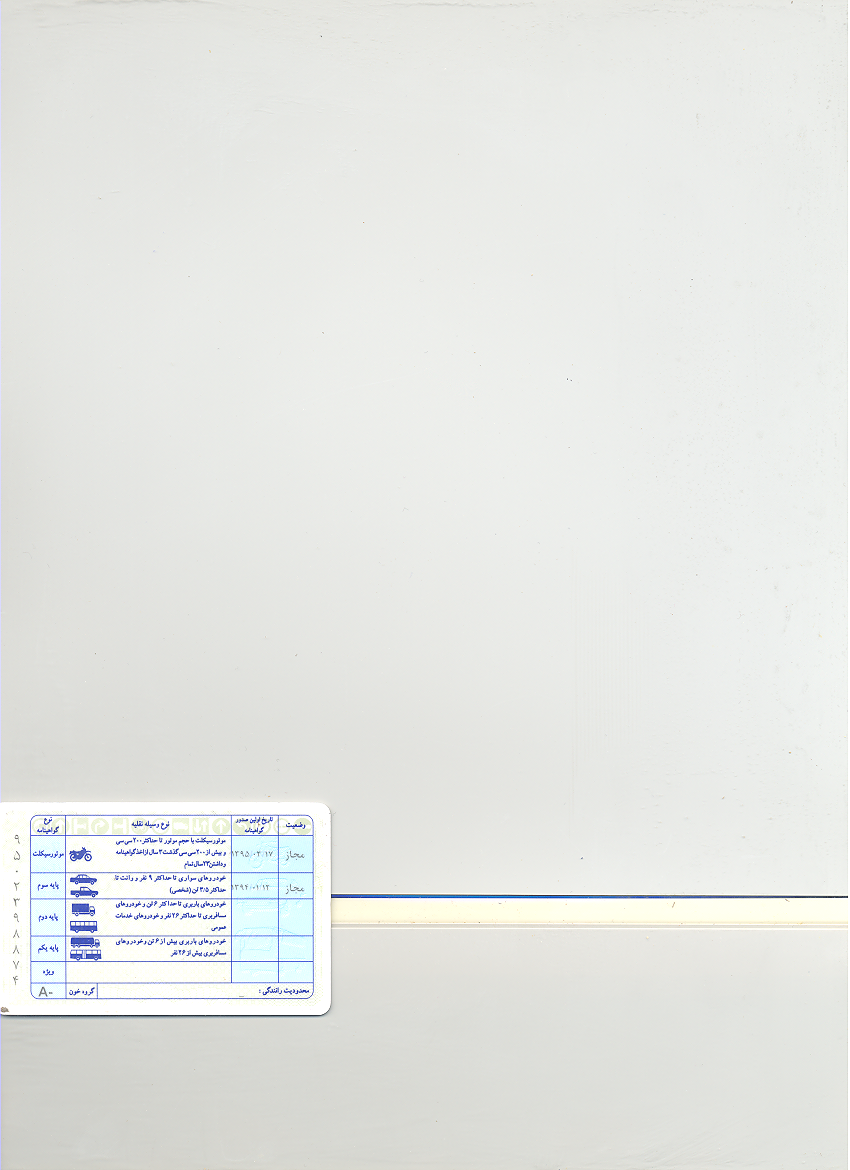 وضعیت تاریخ اولین صدور گواهینامه نوع وسیله نقلیه نوع گواهینامه
مجاز ۱۳۹۵/۰۲/۱۷ موتورسیکلت با حجم موتور تا حداکثر ۲۰۰ سی سی
و بیش از ۲۰۰ سی سی گذشت ۳ سال از اخذ گواهینامه
و داشتن ۲۳ سال تمام
موتورسیکلت
مجاز خودروهای سواری تا حداکثر ۹ نفر و وانت تا
حداکثر ۳/۵ تن (شخصی)
پایه سوم
خودروهای باربری تا حداکثر ۶ تن و خودروهای
مسافربری تا حداکثر ۲۶ نفر و خودروهای خدمات
عمومی
پایه دوم
خودروهای باربری بیش از ۶ تن و خودروهای
مسافربری بیش از ۲۶ نفر
پایه یکم
ویژه
محدودیت رانندگی :
گروه خون A-
۹
۵
۰
۲
۳
۹
۸
۸
۷
۴